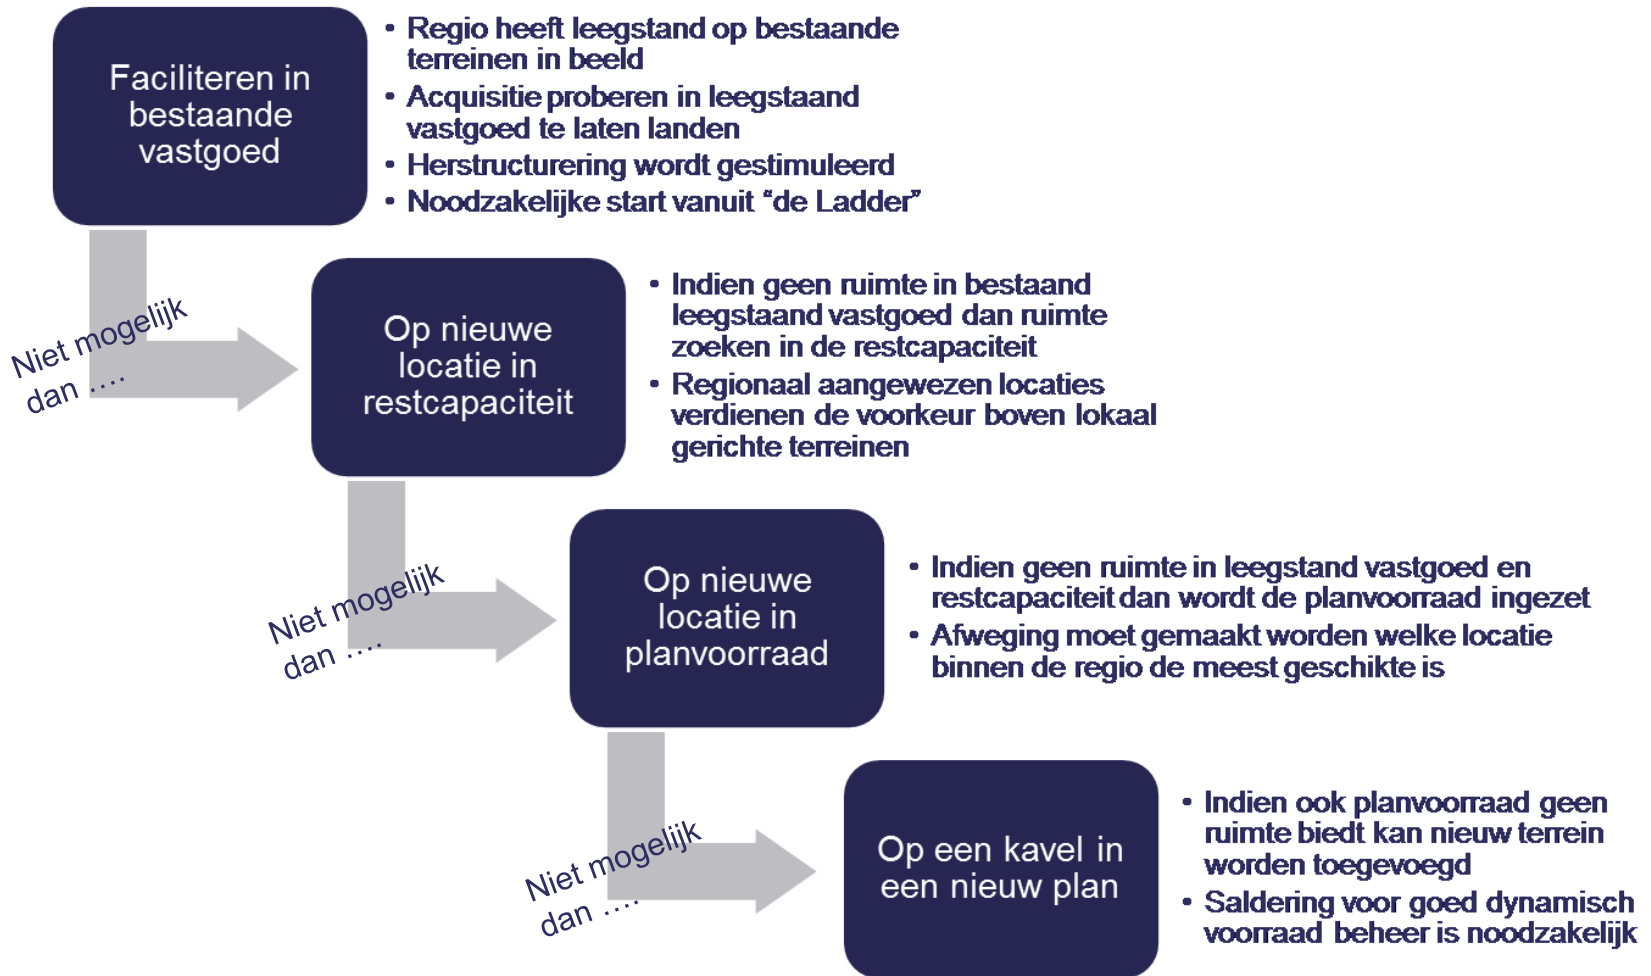 Faciliteren in
bestaande
vastgoed
• Regio heeft leegstand op bestaande
terreinen in beeld
• Acquisitie proberen in leegstaand
vastgoed te laten landen
• Herstructurering wordt gestimuleerd
• Noodzakelijke start vanuit “de Ladder”
Niet mogelijk
dan ....
Op nieuwe
locatie in
restcapaciteit
• Indien geen ruimte in bestaand
leegstaand vastgoed dan ruimte
zoeken in de restcapaciteit
• Regionaal aangewezen locaties
verdienen de voorkeur boven lokaal
gerichte terreinen
Niet mogelijk
dan ....
Op nieuwe
locatie in
planvoorraad
• Indien geen ruimte in leegstand vastgoed en
restcapaciteit dan wordt de planvoorraad ingezet
• Afweging moet gemaakt worden welke locatie
binnen de regio de meest geschikte is
Niet mogelijk
dan ....
Op een kavel in
een nieuw plan
• Indien ook planvoorraad geen
ruimte biedt kan nieuw terrein
worden toegevoegd
• Saldering voor goed dynamisch
voorraad beheer is noodzakelijk